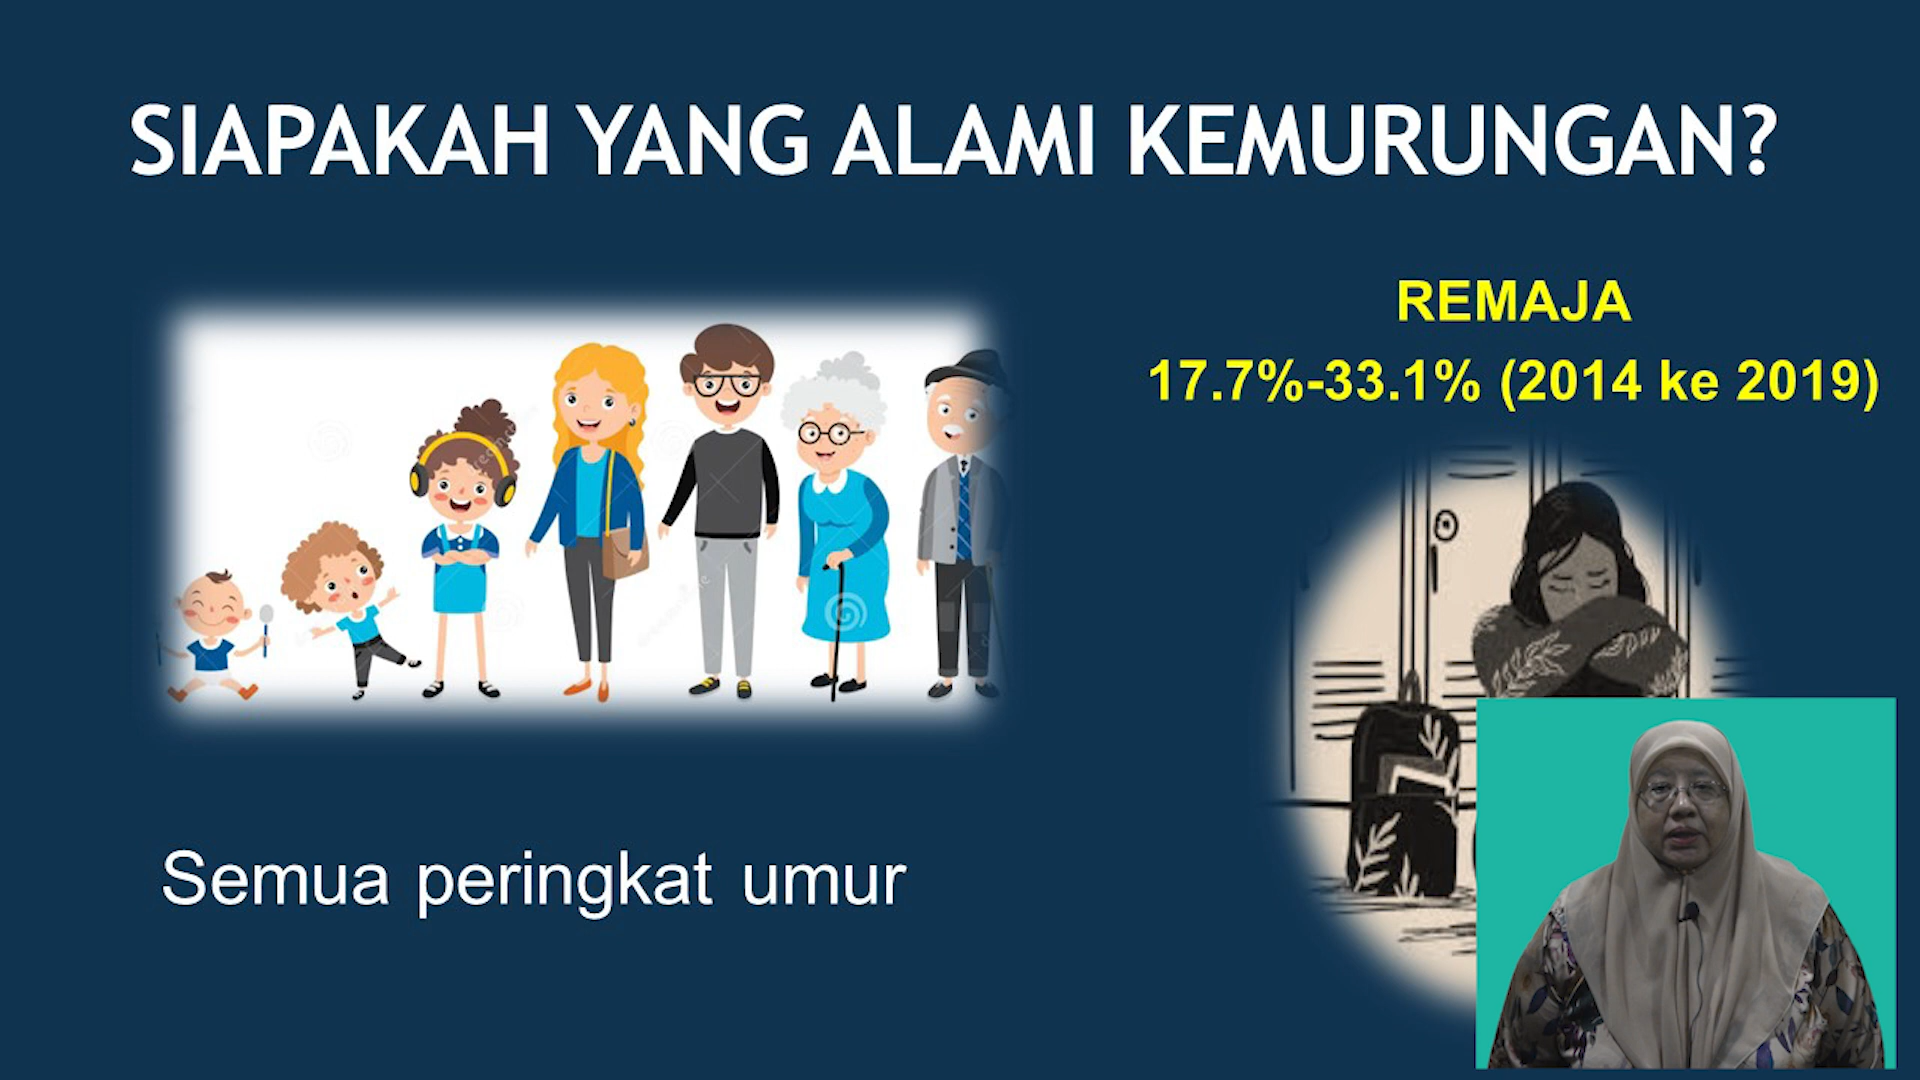 SIAPAKAH YANG ALAMI KEMURUNGAN?
REMAJA
17.7%-33.1% (2014 ke 2019)
Semua peringkat umur